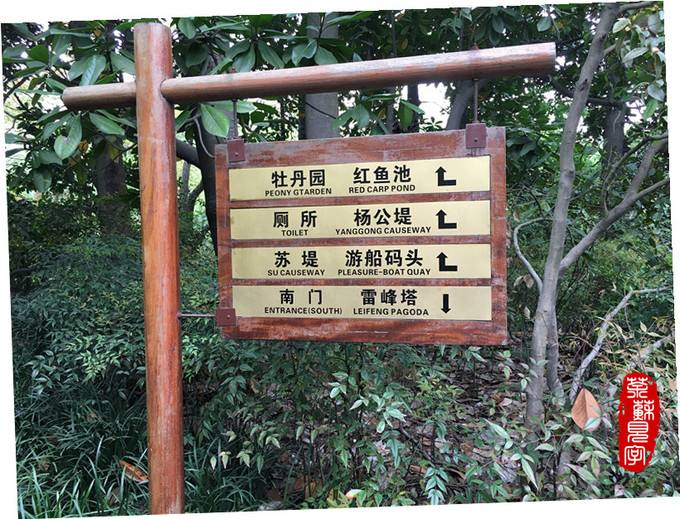 牡丹园 红鱼池
PEONY GTARDEN RED CARP POND
厕所 杨公堤
TOILET YANGGONG CAUSEWAY
苏堤 游船码头
SU CAUSEWAY PLEASURE-BOAT QUAY
南门 雷峰塔
ENTRANCE(SOUTH) LEIFENG PAGODA